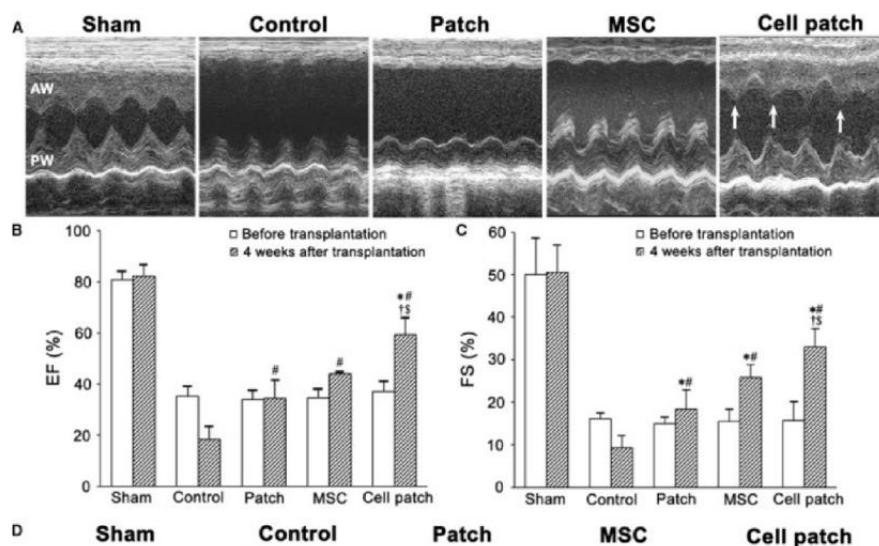 A Sham Control Patch MSC Cell patch
AW
PW
B
Before transplantation
4 weeks after transplantation
EF (%)
100
80
60
40
20
0
*#
†$
#
#
Sham Control Patch MSC Cell patch
C
Before transplantation
4 weeks after transplantation
FS (%)
60
50
40
30
20
10
0
*#
†$
*#
*#
Sham Control Patch MSC Cell patch
D Sham Control Patch MSC Cell patch